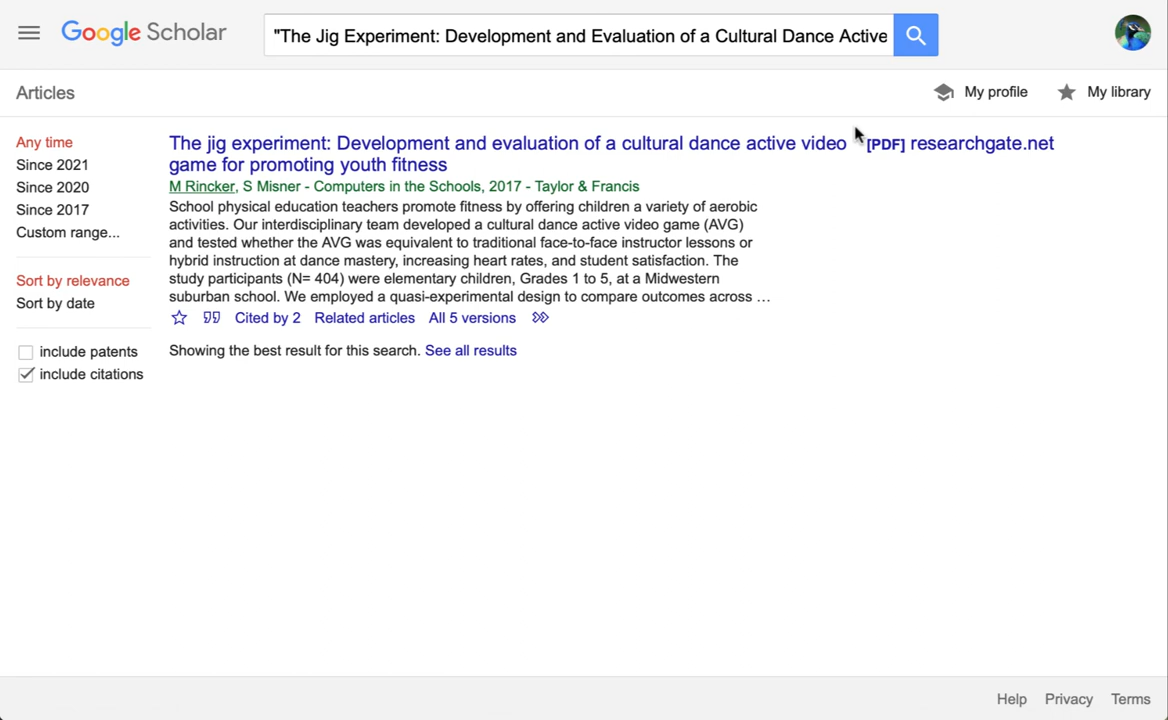 Google Scholar
"The Jig Experiment: Development and Evaluation of a Cultural Dance Active
Articles
My profile
My library
Any time
Since 2021
Since 2020
Since 2017
Custom range...
Sort by relevance
Sort by date
include patents
include citations
The jig experiment: Development and evaluation of a cultural dance active video
game for promoting youth fitness
[PDF] researchgate.net
M Rincker, S Misner - Computers in the Schools, 2017 - Taylor & Francis
School physical education teachers promote fitness by offering children a variety of aerobic
activities. Our interdisciplinary team developed a cultural dance active video game (AVG)
and tested whether the AVG was equivalent to traditional face-to-face instructor lessons or
hybrid instruction at dance mastery, increasing heart rates, and student satisfaction. The
study participants (N= 404) were elementary children, Grades 1 to 5, at a Midwestern
suburban school. We employed a quasi-experimental design to compare outcomes across …
Cited by 2 Related articles All 5 versions
Showing the best result for this search. See all results
Help Privacy Terms